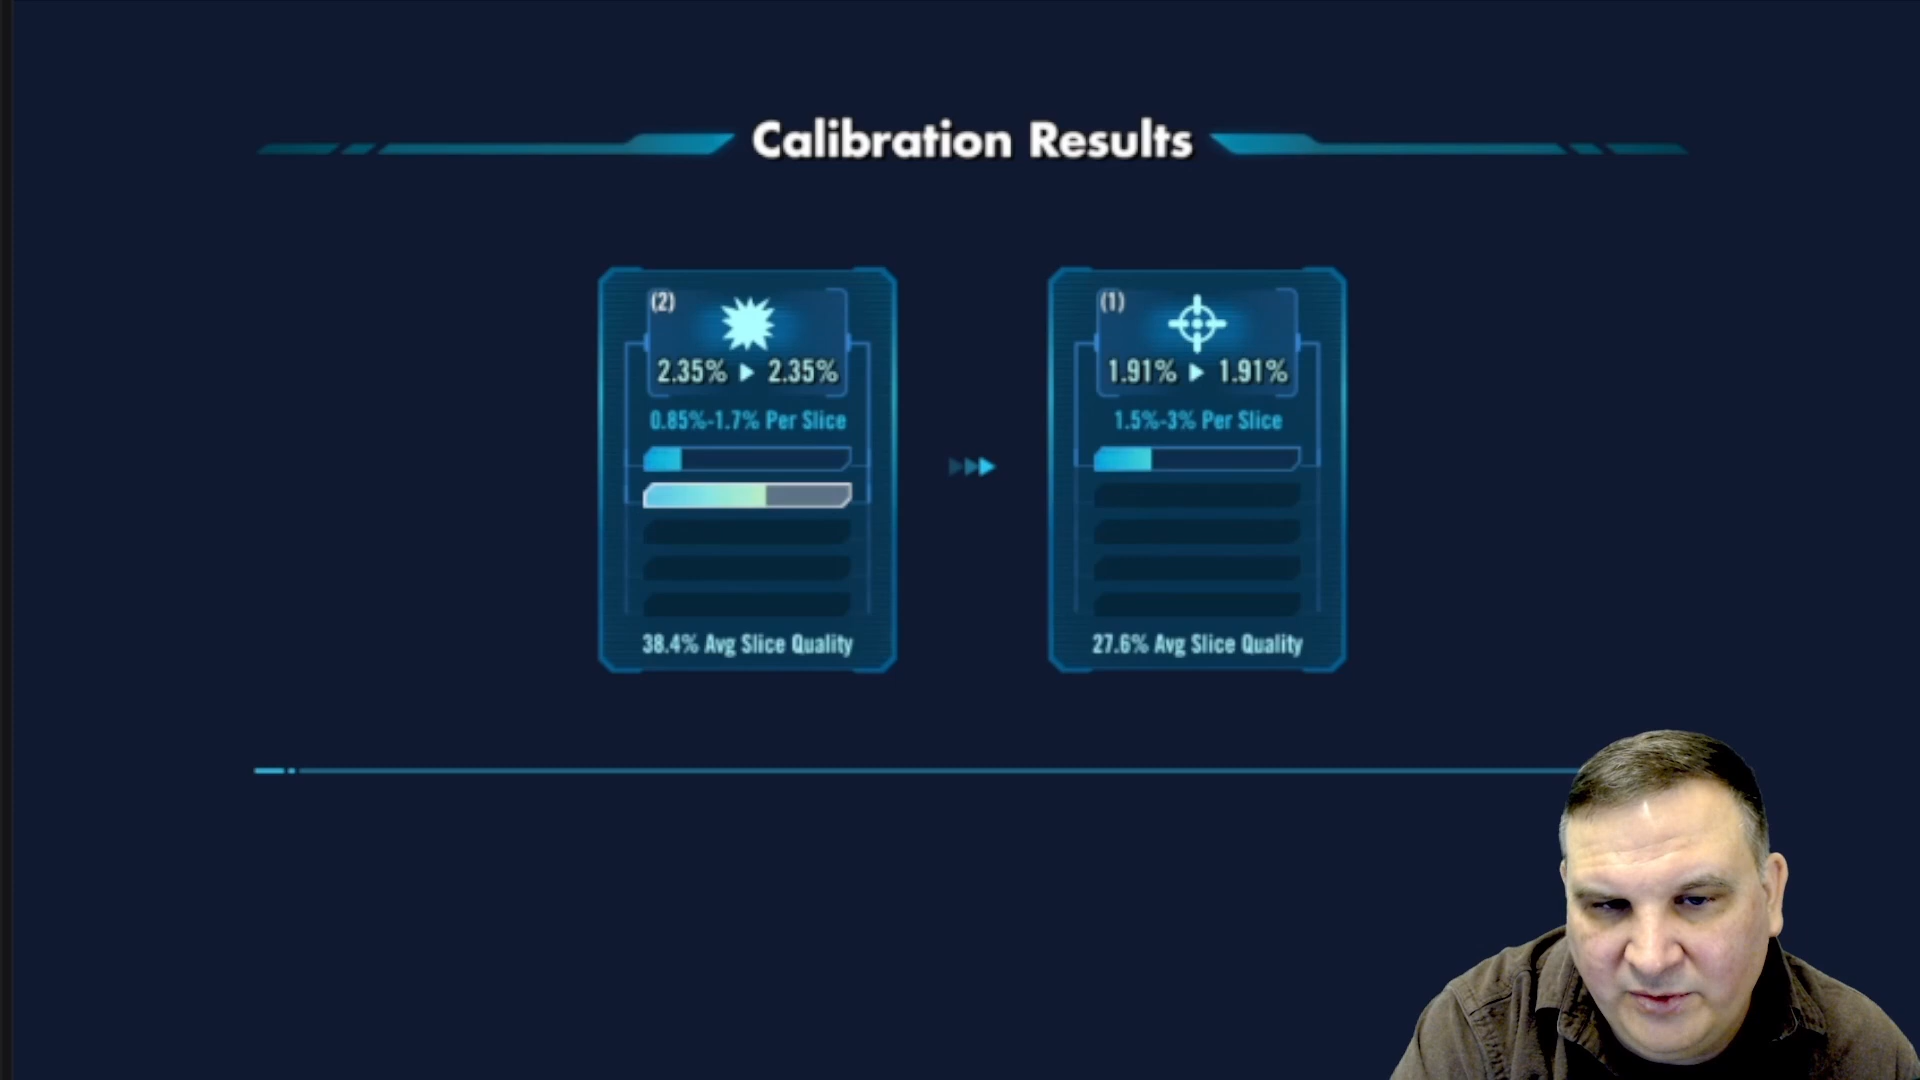 Calibration Results
(2)
2.35% 2.35%
0.85%-1.7% Per Slice
38.4% Avg Slice Quality
(1)
1.91% 1.91%
1.5%-3% Per Slice
27.6% Avg Slice Quality